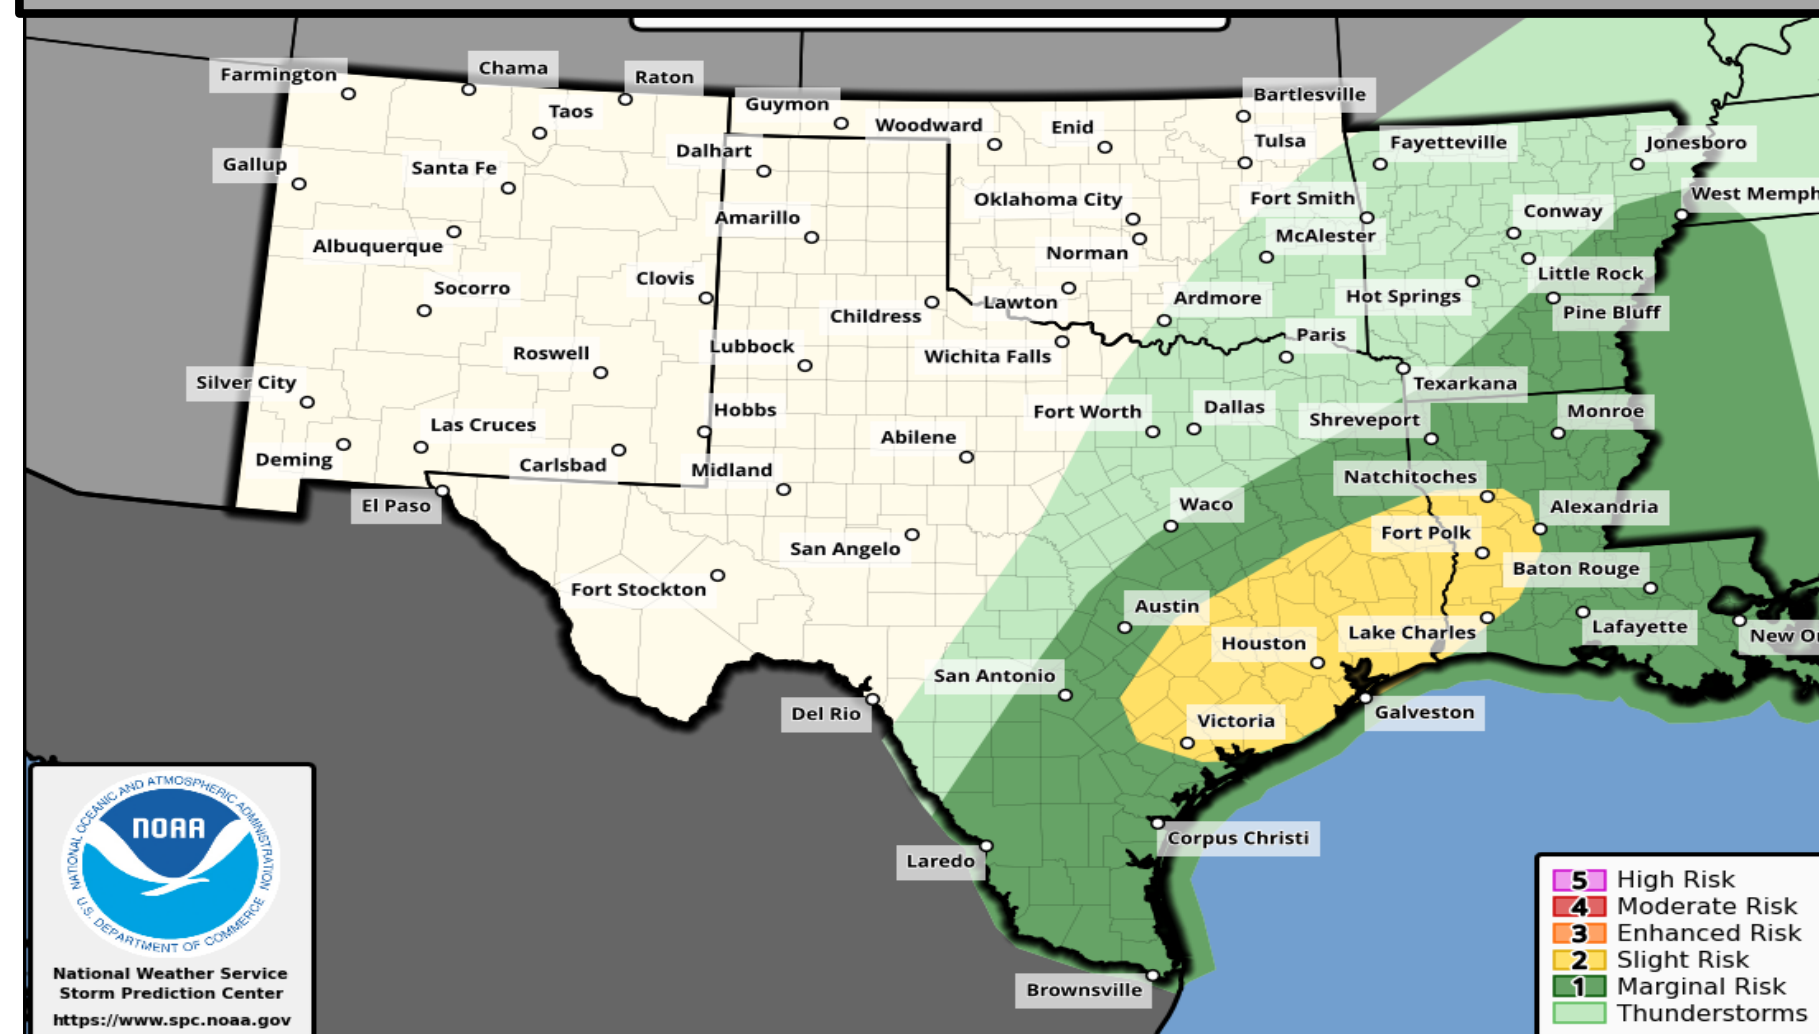 Farmington
Chama
Raton
Taos
Guymon
Woodward
Enid
Bartlesville
Tulsa
Fayetteville
Jonesboro
Gallup
Santa Fe
Dalhart
Oklahoma City
Fort Smith
Conway
West Memph
Albuquerque
Amarillo
Norman
McAlester
Little Rock
Socorro
Clovis
Childress
Lawton
Ardmore
Hot Springs
Pine Bluff
Roswell
Lubbock
Wichita Falls
Paris
Silver City
Texarkana
Las Cruces
Hobbs
Abilene
Fort Worth
Dallas
Shreveport
Monroe
Deming
Carlsbad
Midland
Natchitoches
El Paso
Waco
Alexandria
San Angelo
Fort Polk
Fort Stockton
Baton Rouge
Austin
Houston
Lake Charles
Lafayette
New O
San Antonio
Del Rio
Victoria
Galveston
Corpus Christi
Laredo
Brownsville
NATIONAL OCEANIC AND ATMOSPHERIC ADMINISTRATION
NOAA
U.S. DEPARTMENT OF COMMERCE
National Weather Service
Storm Prediction Center
https://www.spc.noaa.gov
5 High Risk
4 Moderate Risk
3 Enhanced Risk
2 Slight Risk
1 Marginal Risk
Thunderstorms